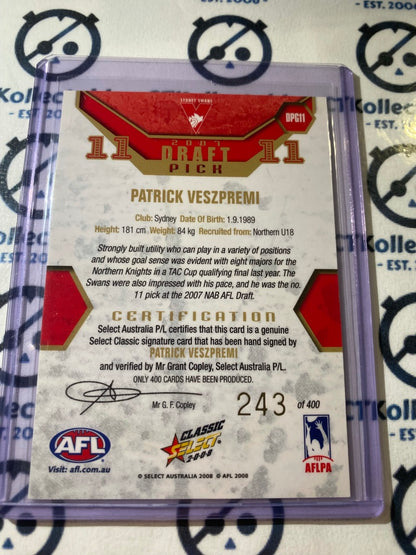 SYDNEY SWANS
DPC11
11 2007 11
DRAFT
PICK
PATRICK VESZPREMI
Club: Sydney Date Of Birth: 1.9.1989
Height: 181 cm Weight: 84 kg Recruited from: Northern U18
Strongly built utility who can play in a variety of positions
and whose goal sense was evident with eight majors for the
Northern Knights in a TAC Cup qualifying final last year. The
Swans were also impressed with his pace, and he was the no.
11 pick at the 2007 NAB AFL Draft.
CERTIFICATION
Select Australia P/L certifies that this card is a genuine
Select Classic signature card that has been hand signed by
PATRICK VESZPREMI
and verified by Mr Grant Copley, Select Australia P/L.
ONLY 400 CARDS HAVE BEEN PRODUCED.
243 of 400
Mr G. F. Copley
AFL
Visit: afl.com.au
CLASSIC
SELECT
2008
AFLPA
© SELECT AUSTRALIA 2008 © AFL 2008